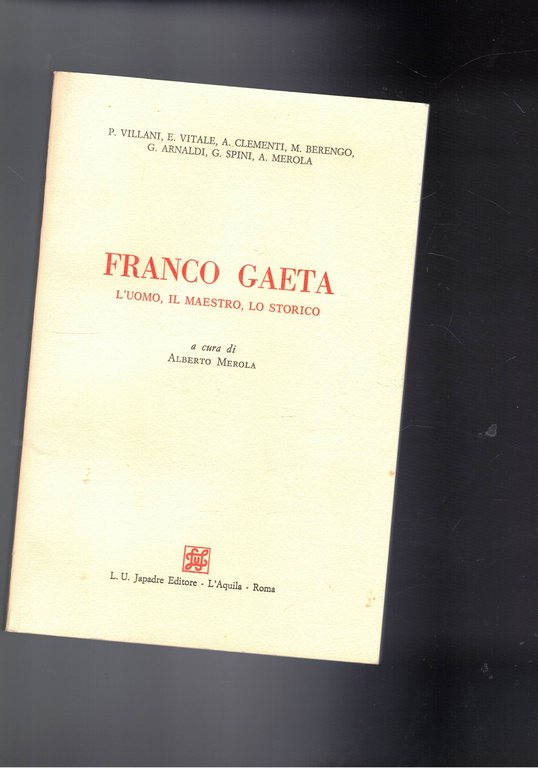 P. VILLANI, E. VITALE, A. CLEMENTI, M. BERENGO,
G. ARNALDI, G. SPINI, A. MEROLA
FRANCO GAETA
L'UOMO, IL MAESTRO, LO STORICO
a cura di
ALBERTO MEROLA
L. U. Japadre Editore - L'Aquila - Roma